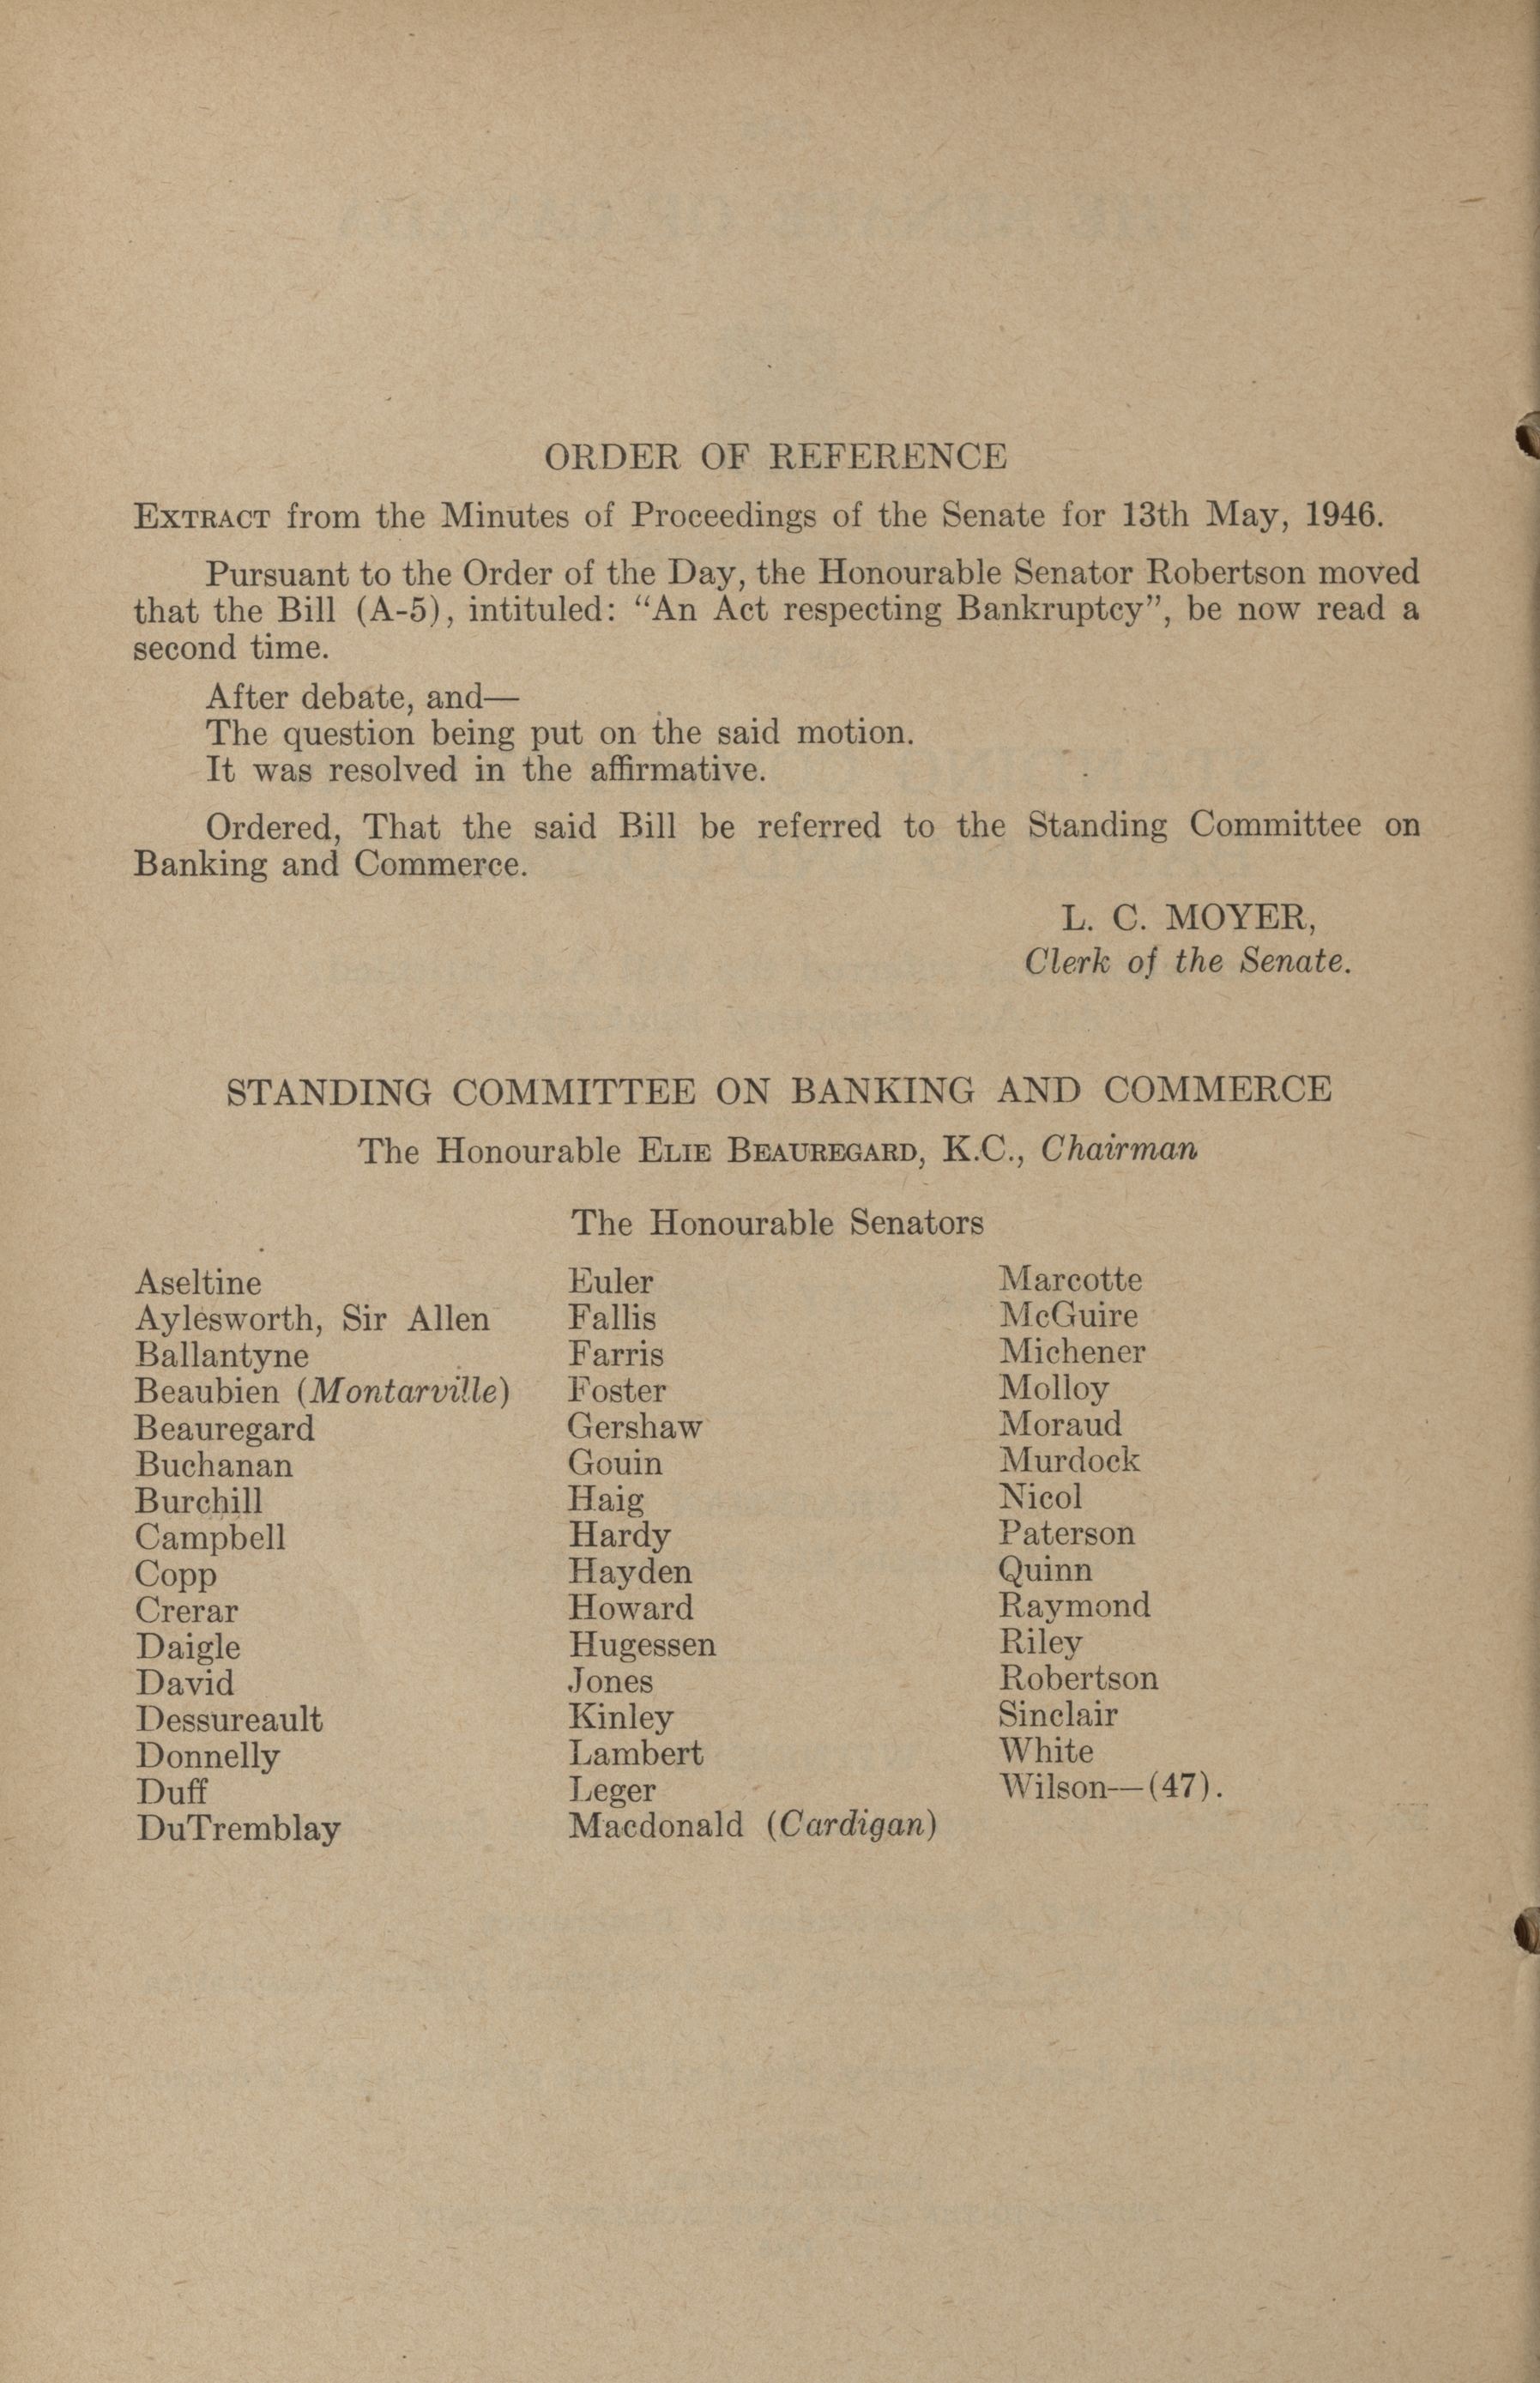 ORDER OF REFERENCE
EXTRACT from the Minutes of Proceedings of the Senate for 13th May, 1946.
Pursuant to the Order of the Day, the Honourable Senator Robertson moved
that the Bill (A-5), intituled: “An Act respecting Bankruptcy”, be now read a
second time.
After debate, and—
The question being put on the said motion.
It was resolved in the affirmative.
Ordered, That the said Bill be referred to the Standing Committee on
Banking and Commerce.
L. C. MOYER,
Clerk of the Senate.
STANDING COMMITTEE ON BANKING AND COMMERCE
The Honourable ELIE BEAUREGARD, K.C., Chairman
The Honourable Senators
Aseltine
Aylesworth, Sir Allen
Ballantyne
Beaubien (Montarville)
Beauregard
Buchanan
Burchill
Campbell
Copp
Crerar
Daigle
David
Dessureault
Donnelly
Duff
DuTremblay
Euler
Fallis
Farris
Foster
Gershaw
Gouin
Haig
Hardy
Hayden
Howard
Hugessen
Jones
Kinley
Lambert
Leger
Macdonald (Cardigan)
Marcotte
McGuire
Michener
Molloy
Moraud
Murdock
Nicol
Paterson
Quinn
Raymond
Riley
Robertson
Sinclair
White
Wilson—(47).